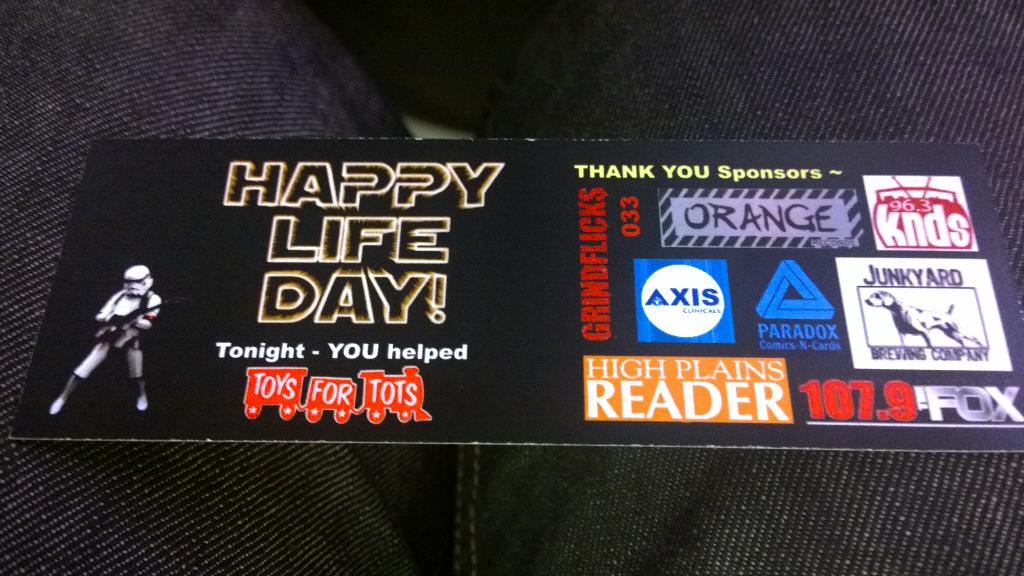 HAPPY
LIFE
DAY!
Tonight - YOU helped
TOYS FOR TOTS
THANK YOU Sponsors ~
GRINDFLICKS
033
ORANGE
96.3
knds
AXIS
CLINICALS
PARADOX
Comics-N-Cards
JUNKYARD
BREWING COMPANY
HIGH PLAINS
READER
107.9 FOX